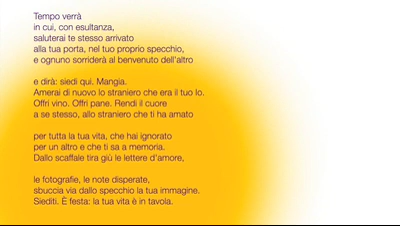 Tempo verrà
in cui, con esultanza,
saluterai te stesso arrivato
alla tua porta, nel tuo proprio specchio,
e ognuno sorriderà al benvenuto dell'altro
e dirà: siedi qui. Mangia.
Amerai di nuovo lo straniero che era il tuo Io.
Offri vino. Offri pane. Rendi il cuore
a se stesso, allo straniero che ti ha amato
per tutta la tua vita, che hai ignorato
per un altro e che ti sa a memoria.
Dallo scaffale tira giù le lettere d'amore,
le fotografie, le note disperate,
sbuccia via dallo specchio la tua immagine.
Siediti. È festa: la tua vita è in tavola.